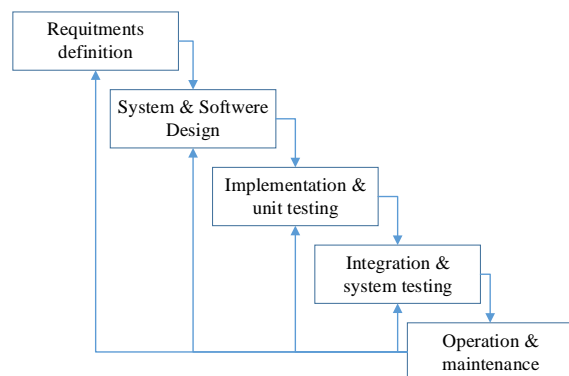 Requitments
definition
System & Softwere
Design
Implementation &
unit testing
Integration &
system testing
Operation &
maintenance